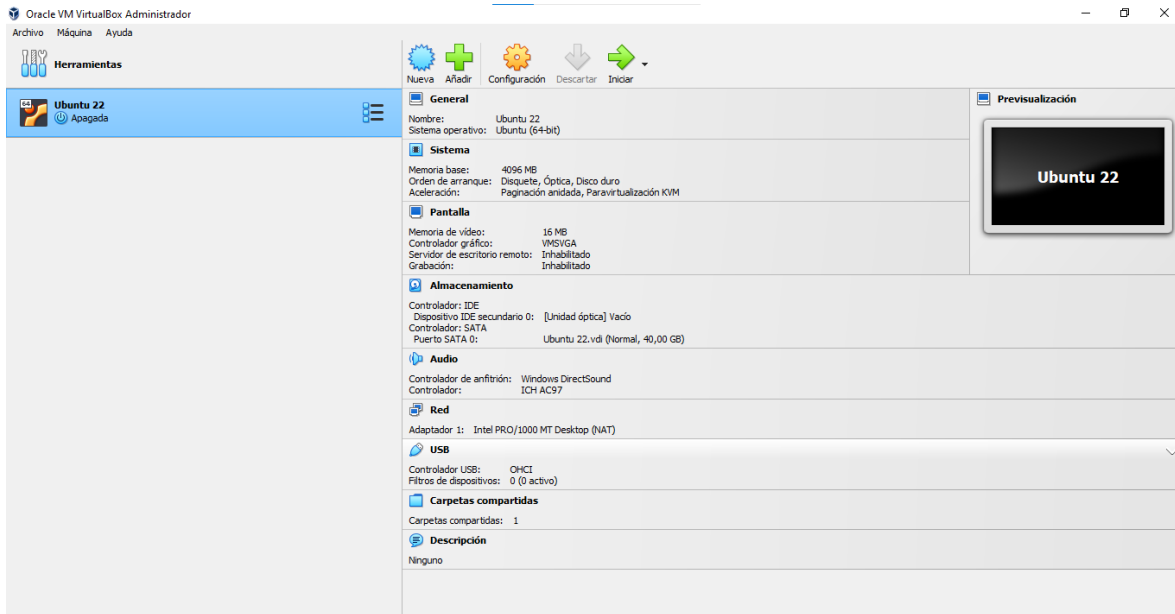 Oracle VM VirtualBox Administrador
Archivo Máquina Ayuda
Herramientas
Nueva Añadir Configuración Descartar Iniciar
64
Ubuntu 22
Apagada
General
Nombre: Ubuntu 22
Sistema operativo: Ubuntu (64-bit)
Sistema
Memoria base: 4096 MB
Orden de arranque: Disquete, Óptica, Disco duro
Aceleración: Paginación anidada, Paravirtualización KVM
Pantalla
Memoria de vídeo: 16 MB
Controlador gráfico: VMSVGA
Servidor de escritorio remoto: Inhabilitado
Grabación: Inhabilitado
Almacenamiento
Controlador: IDE
Dispositivo IDE secundario 0: [Unidad óptica] Vacío
Controlador: SATA
Puerto SATA 0: Ubuntu 22.vdi (Normal, 40,00 GB)
Audio
Controlador de anfitrión: Windows DirectSound
Controlador: ICH AC97
Red
Adaptador 1: Intel PRO/1000 MT Desktop (NAT)
USB
Controlador USB: OHCI
Filtros de dispositivos: 0 (0 activo)
Carpetas compartidas
Carpetas compartidas: 1
Descripción
Ninguno
Previsualización
Ubuntu 22